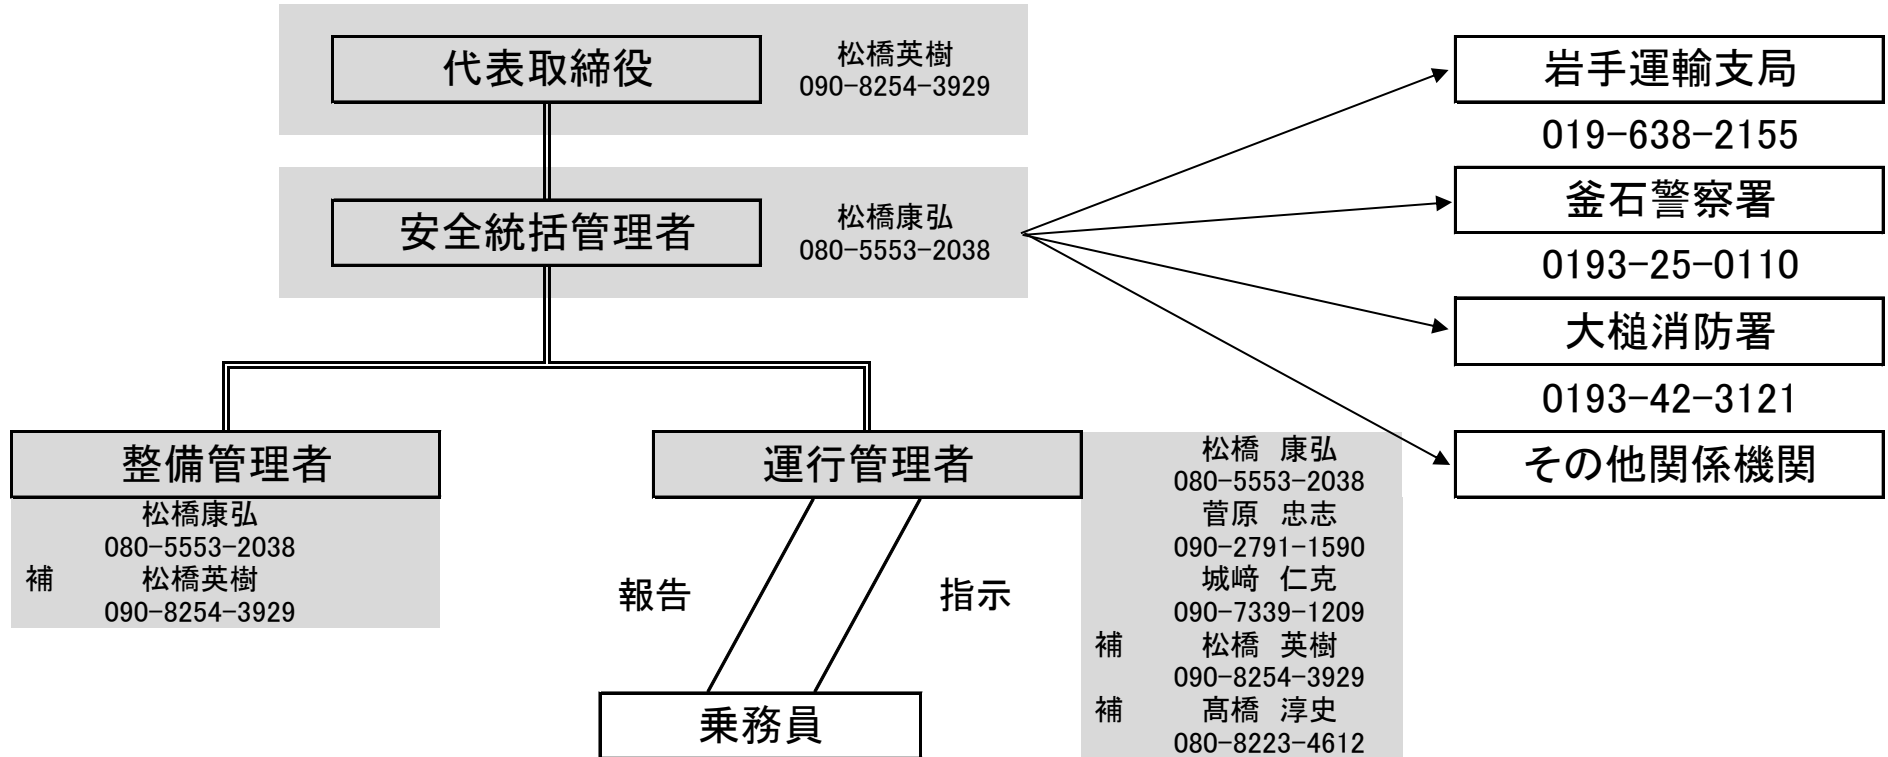 代表取締役
松橋英樹
090-8254-3929
安全統括管理者
松橋康弘
080-5553-2038
岩手運輸支局
019-638-2155
釜石警察署
0193-25-0110
大槌消防署
0193-42-3121
その他関係機関
整備管理者
松橋康弘
080-5553-2038
補 松橋英樹
090-8254-3929
運行管理者
松橋 康弘
080-5553-2038
菅原 忠志
090-2791-1590
城﨑 仁克
090-7339-1209
補 松橋 英樹
090-8254-3929
補 髙橋 淳史
080-8223-4612
報告
指示
乗務員